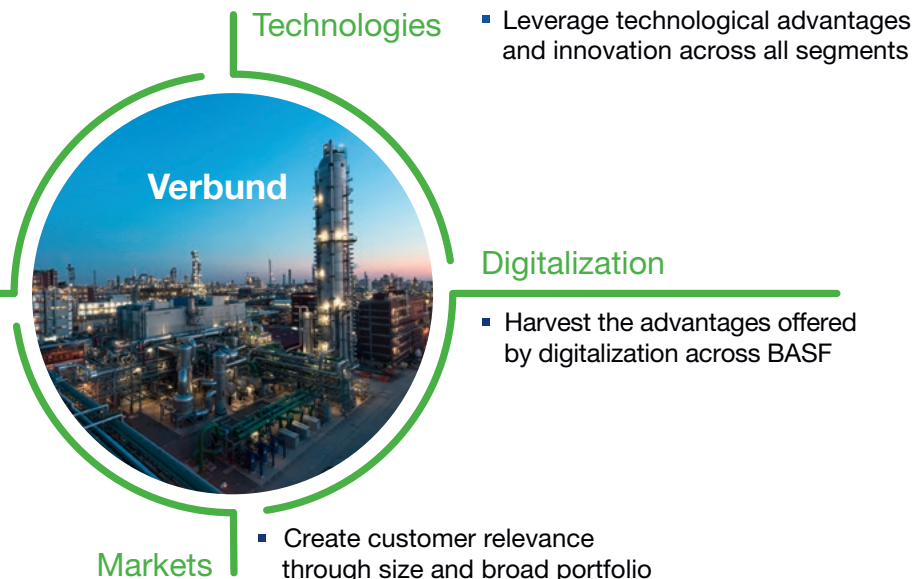 Technologies
▪ Leverage technological advantages
and innovation across all segments
Verbund
Digitalization
▪ Harvest the advantages offered
by digitalization across BASF
Markets
▪ Create customer relevance
through size and broad portfolio